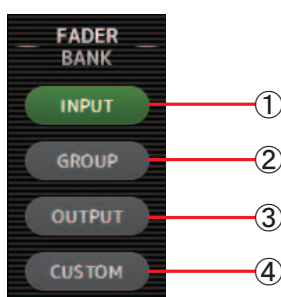 FADER
BANK
INPUT ①
GROUP ②
OUTPUT ③
CUSTOM ④